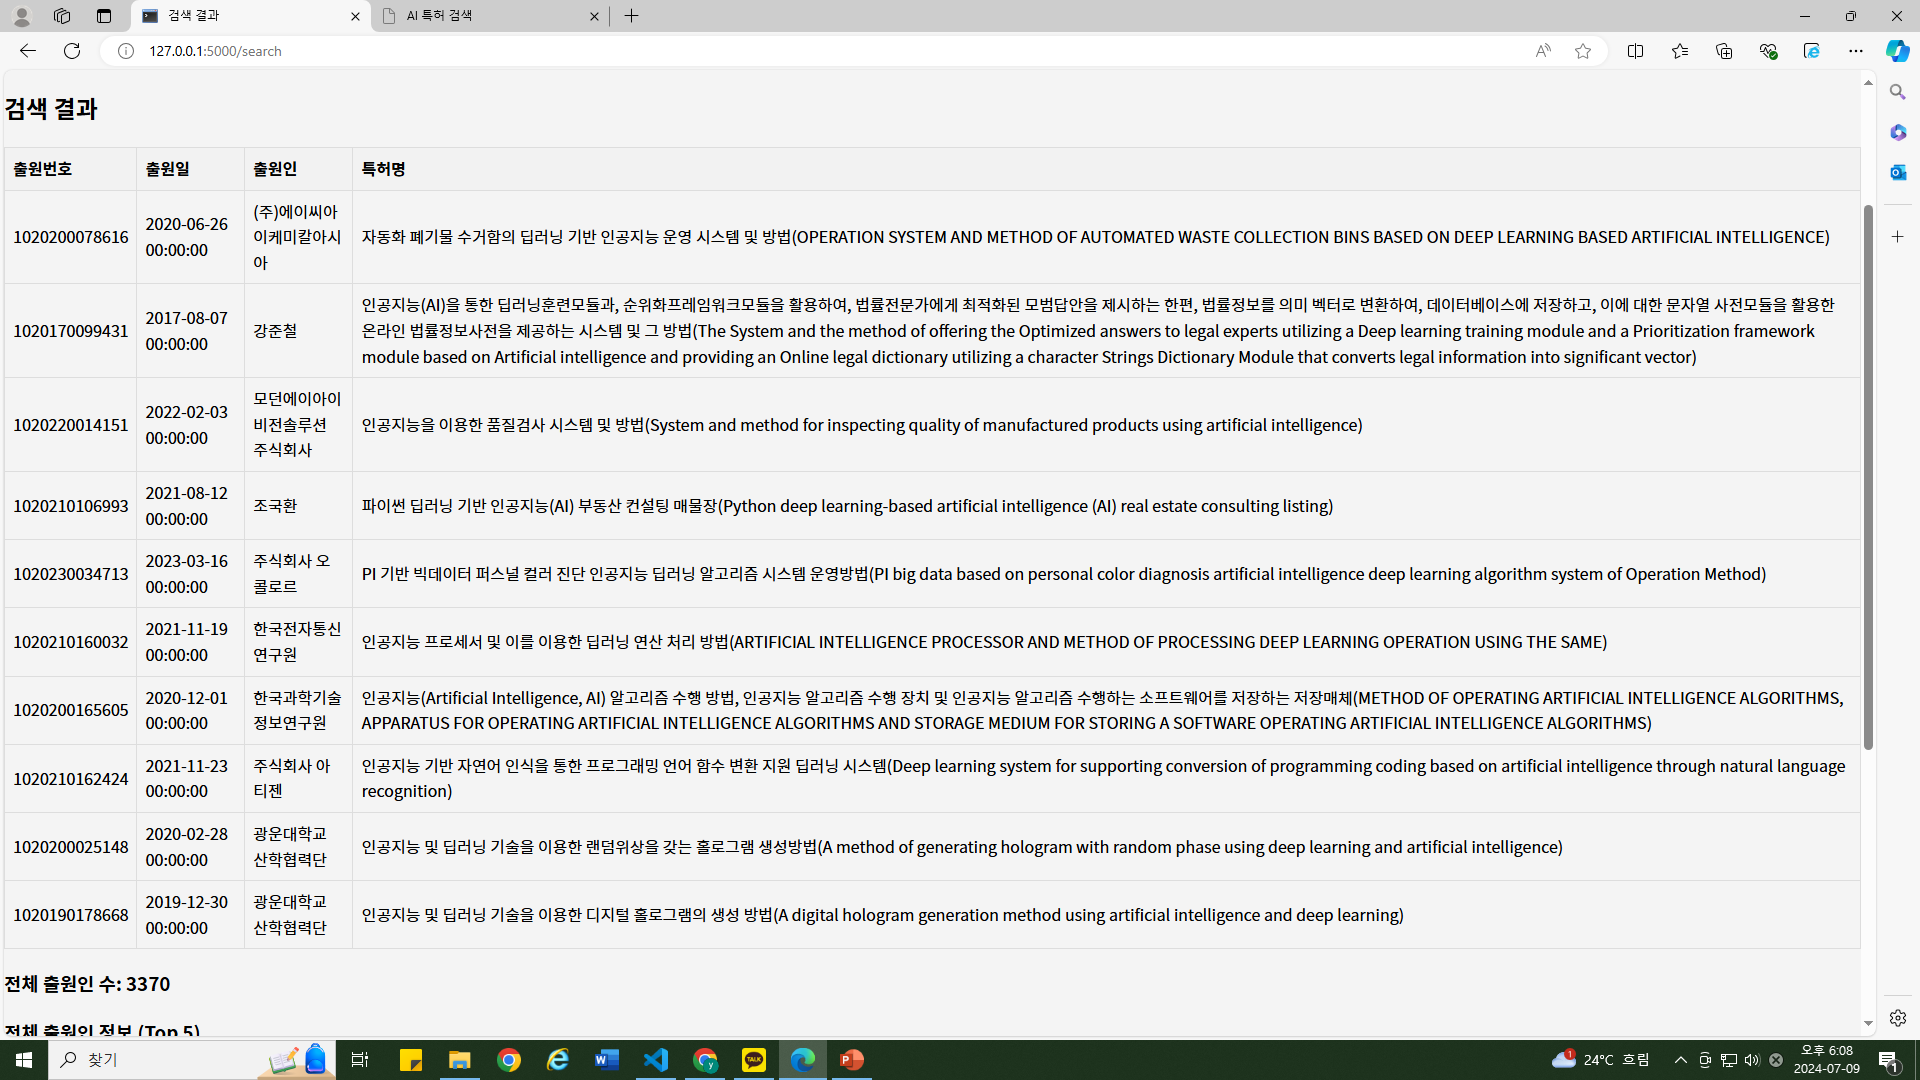 검색 결과
AI 특허 검색
127.0.0.1:5000/search
검색 결과
출원번호 출원일 출원인 특허명
1020200078616
2020-06-26
00:00:00
(주)에이씨아
이케미칼아시
아
자동화 폐기물 수거함의 딥러닝 기반 인공지능 운영 시스템 및 방법(OPERATION SYSTEM AND METHOD OF AUTOMATED WASTE COLLECTION BINS BASED ON DEEP LEARNING BASED ARTIFICIAL INTELLIGENCE)
1020170099431
2017-08-07
00:00:00
강준철
인공지능(AI)을 통한 딥러닝훈련모듈과, 순위화프레임워크모듈을 활용하여, 법률전문가에게 최적화된 모범답안을 제시하는 한편, 법률정보를 의미 벡터로 변환하여, 데이터베이스에 저장하고, 이에 대한 문자열 사전모듈을 활용한
온라인 법률정보사전을 제공하는 시스템 및 그 방법(The System and the method of offering the Optimized answers to legal experts utilizing a Deep learning training module and a Prioritization framework
module based on Artificial intelligence and providing an Online legal dictionary utilizing a character Strings Dictionary Module that converts legal information into significant vector)
1020220014151
2022-02-03
00:00:00
모던에이아이
비전솔루션
주식회사
인공지능을 이용한 품질검사 시스템 및 방법(System and method for inspecting quality of manufactured products using artificial intelligence)
1020210106993
2021-08-12
00:00:00
조국환
파이썬 딥러닝 기반 인공지능(AI) 부동산 컨설팅 매물장(Python deep learning-based artificial intelligence (AI) real estate consulting listing)
1020230034713
2023-03-16
00:00:00
주식회사 오
콜로르
PI 기반 빅데이터 퍼스널 컬러 진단 인공지능 딥러닝 알고리즘 시스템 운영방법(PI big data based on personal color diagnosis artificial intelligence deep learning algorithm system of Operation Method)
1020210160032
2021-11-19
00:00:00
한국전자통신
연구원
인공지능 프로세서 및 이를 이용한 딥러닝 연산 처리 방법(ARTIFICIAL INTELLIGENCE PROCESSOR AND METHOD OF PROCESSING DEEP LEARNING OPERATION USING THE SAME)
1020200165605
2020-12-01
00:00:00
한국과학기술
정보연구원
인공지능(Artificial Intelligence, AI) 알고리즘 수행 방법, 인공지능 알고리즘 수행 장치 및 인공지능 알고리즘 수행하는 소프트웨어를 저장하는 저장매체(METHOD OF OPERATING ARTIFICIAL INTELLIGENCE ALGORITHMS,
APPARATUS FOR OPERATING ARTIFICIAL INTELLIGENCE ALGORITHMS AND STORAGE MEDIUM FOR STORING A SOFTWARE OPERATING ARTIFICIAL INTELLIGENCE ALGORITHMS)
1020210162424
2021-11-23
00:00:00
주식회사 아
티젠
인공지능 기반 자연어 인식을 통한 프로그래밍 언어 함수 변환 지원 딥러닝 시스템(Deep learning system for supporting conversion of programming coding based on artificial intelligence through natural language
recognition)
1020200025148
2020-02-28
00:00:00
광운대학교
산학협력단
인공지능 및 딥러닝 기술을 이용한 랜덤위상을 갖는 홀로그램 생성방법(A method of generating hologram with random phase using deep learning and artificial intelligence)
1020190178668
2019-12-30
00:00:00
광운대학교
산학협력단
인공지능 및 딥러닝 기술을 이용한 디지털 홀로그램의 생성 방법(A digital hologram generation method using artificial intelligence and deep learning)
전체 출원인 수: 3370
전체 출원인 정보 (Top 5)
찾기
TALK
1
24°C 흐림
오후 6:08
2024-07-09
1